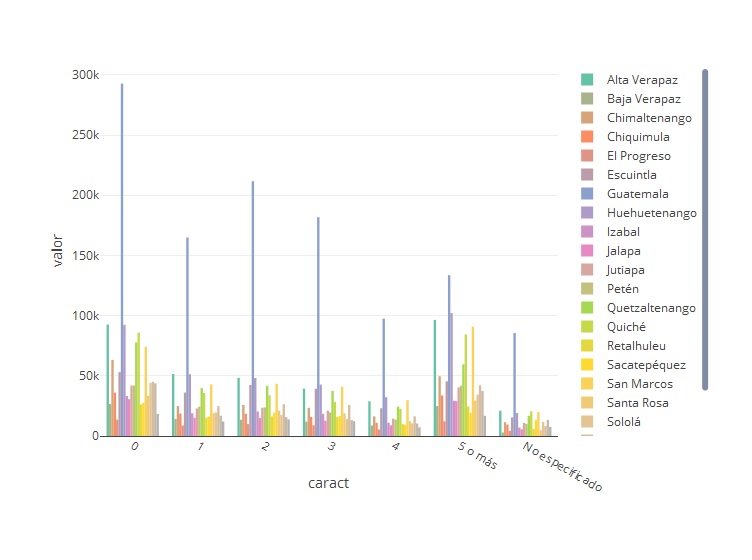 300k
250k
200k
150k
100k
50k
0
valor
0
1
2
3
4
5 o más
No especificado
caract
Alta Verapaz
Baja Verapaz
Chimaltenango
Chiquimula
El Progreso
Escuintla
Guatemala
Huehuetenango
Izabal
Jalapa
Jutiapa
Petén
Quetzaltenango
Quiché
Retalhuleu
Sacatepéquez
San Marcos
Santa Rosa
Sololá